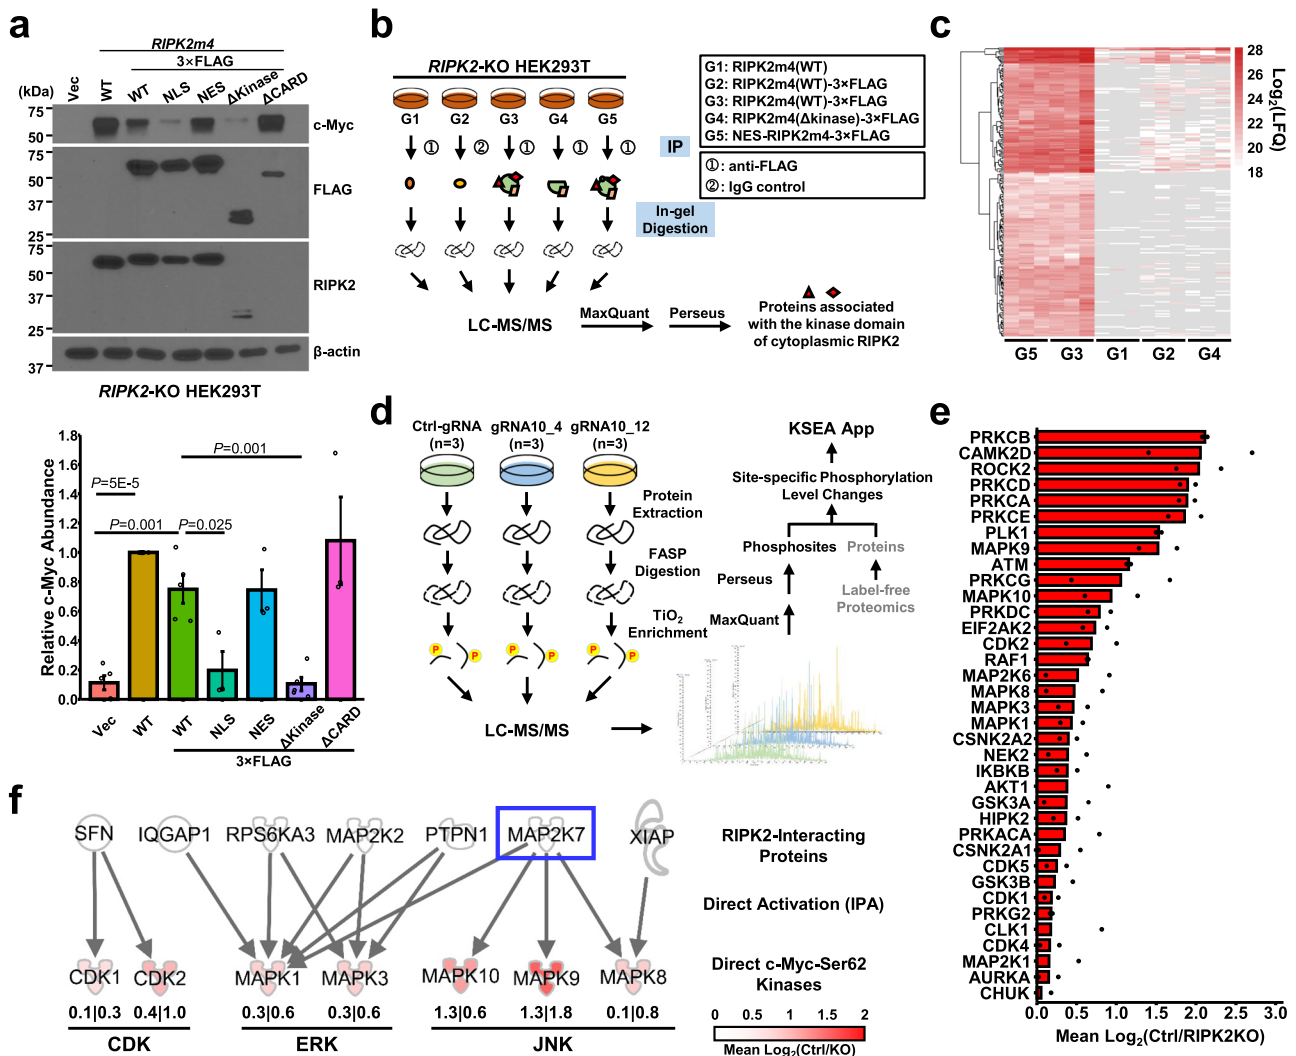 a
RIPK2m4
3×FLAG
(kDa)
Vec
WT
WT
NLS
NES
ΔKinase
ΔCARD
75
50
c-Myc
75
50
37
25
FLAG
75
50
37
25
RIPK2
37
β-actin
RIPK2-KO HEK293T
Relative c-Myc Abundance
1.8
1.6
1.4
1.2
1.0
0.8
0.6
0.4
0.2
0.0
P=0.001
P=5E-5
P=0.001
P=0.025
Vec
WT
WT
NLS
NES
ΔKinase
ΔCARD
3×FLAG
b
RIPK2-KO HEK293T
G1 G2 G3 G4 G5
① ② ① ① ①
IP
In-gel
Digestion
LC-MS/MS
MaxQuant
Perseus
Proteins associated
with the kinase domain
of cytoplasmic RIPK2
G1: RIPK2m4(WT)
G2: RIPK2m4(WT)-3×FLAG
G3: RIPK2m4(WT)-3×FLAG
G4: RIPK2m4(Δkinase)-3×FLAG
G5: NES-RIPK2m4-3×FLAG
①: anti-FLAG
②: IgG control
c
28
26
24
22
20
18
Log2(LFQ)
G5 G3 G1 G2 G4
d
Ctrl-gRNA gRNA10_4 gRNA10_12
(n=3) (n=3) (n=3)
Protein
Extraction
FASP
Digestion
TiO2
Enrichment
P P P P P P
LC-MS/MS
KSEA App
Site-specific Phosphorylation
Level Changes
Phosphosites Proteins
Perseus
Label-free
Proteomics
MaxQuant
e
PRKCB
CAMK2D
ROCK2
PRKCD
PRKCA
PRKCE
PLK1
MAPK9
ATM
PRKCG
MAPK10
PRKDC
EIF2AK2
CDK2
RAF1
MAP2K6
MAPK8
MAPK3
MAPK1
CSNK2A2
NEK2
IKBKB
AKT1
GSK3A
HIPK2
PRKACA
CSNK2A1
CDK5
GSK3B
CDK1
PRKG2
CLK1
CDK4
MAP2K1
AURKA
CHUK
0.0 0.5 1.0 1.5 2.0 2.5 3.0
Mean Log2(Ctrl/RIPK2KO)
f
SFN IQGAP1 RPS6KA3 MAP2K2 PTPN1 MAP2K7 XIAP
RIPK2-Interacting
Proteins
Direct Activation (IPA)
Direct c-Myc-Ser62
Kinases
CDK1 CDK2 MAPK1 MAPK3 MAPK10 MAPK9 MAPK8
0.1|0.3 0.4|1.0 0.3|0.6 0.3|0.6 1.3|0.6 1.3|1.8 0.1|0.8
CDK ERK JNK
0 1 2
Mean Log2(Ctrl/KO)